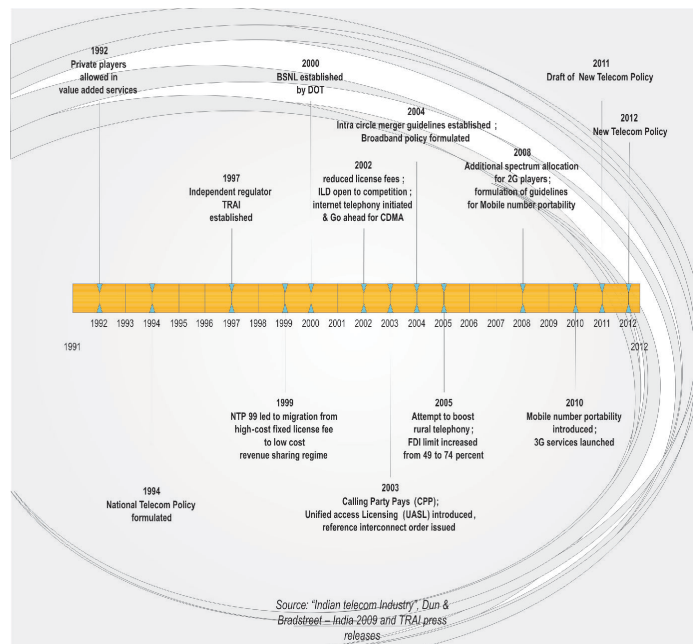 1992
Private players
allowed in
value added services
2000
BSNL established
by DOT
2011
Draft of New Telecom Policy
2004
Intra circle merger guidelines established ;
Broadband policy formulated
2012
New Telecom Policy
1997
Independent regulator
TRAI
established
2002
reduced license fees ;
ILD open to competition ;
internet telephony initiated
& Go ahead for CDMA
2008
Additional spectrum allocation
for 2G players;
formulation of guidelines
for Mobile number portability
1992 1993 1994 1995 1996 1997 1998 1999 2000 2001 2002 2003 2004 2005 2006 2007 2008 2009 2010 2011 2012
1991 2012
1999
NTP 99 led to migration from
high-cost fixed license fee
to low cost
revenue sharing regime
2005
Attempt to boost
rural telephony ;
FDI limit increased
from 49 to 74 percent
2010
Mobile number portability
introduced ;
3G services launched
1994
National Telecom Policy
formulated
2003
Calling Party Pays (CPP);
Unified access Licensing (UASL) introduced ,
reference interconnect order issued
Source: "Indian telecom Industry", Dun &
Bradstreet – India 2009 and TRAI press
releases